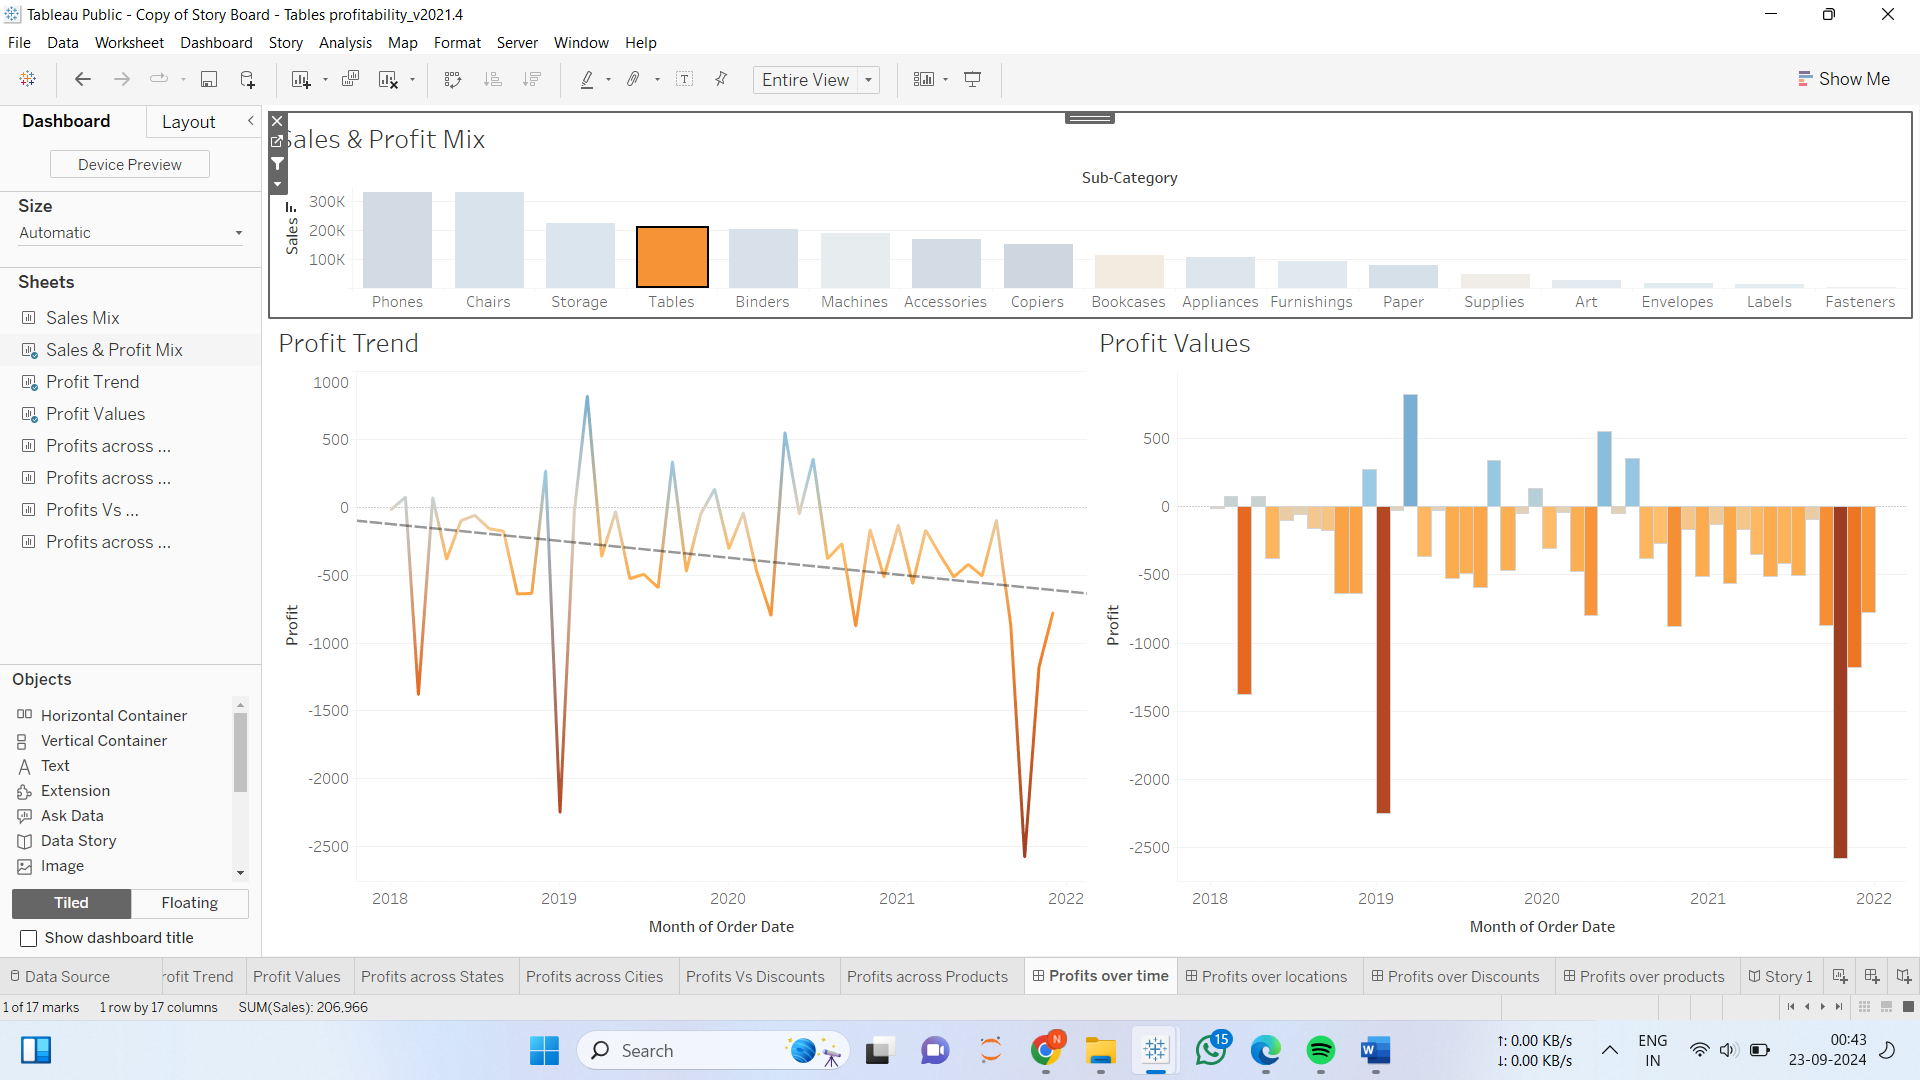 Tableau Public - Copy of Story Board - Tables profitability_v2021.4
File Data Worksheet Dashboard Story Analysis Map Format Server Window Help
Entire View
Show Me
Dashboard
Layout
Device Preview
Size
Automatic
Sheets
Sales Mix
Sales & Profit Mix
Profit Trend
Profit Values
Profits across ...
Profits across ...
Profits Vs ...
Profits across ...
Objects
Horizontal Container
Vertical Container
Text
Extension
Ask Data
Data Story
Image
Tiled Floating
Show dashboard title
Sales & Profit Mix
Sub-Category
Sales
300K
200K
100K
Phones Chairs Storage Tables Binders Machines Accessories Copiers Bookcases Appliances Furnishings Paper Supplies Art Envelopes Labels Fasteners
Profit Trend
Profit
1000
500
0
-500
-1000
-1500
-2000
-2500
2018 2019 2020 2021 2022
Month of Order Date
Profit Values
Profit
500
0
-500
-1000
-1500
-2000
-2500
2018 2019 2020 2021 2022
Month of Order Date
Data Source rofit Trend Profit Values Profits across States Profits across Cities Profits Vs Discounts Profits across Products Profits over time Profits over locations Profits over Discounts Profits over products Story 1
1 of 17 marks 1 row by 17 columns SUM(Sales): 206,966
Search
N
15
W
↑: 0.00 KB/s
↓: 0.00 KB/s
ENG
IN
00:43
23-09-2024